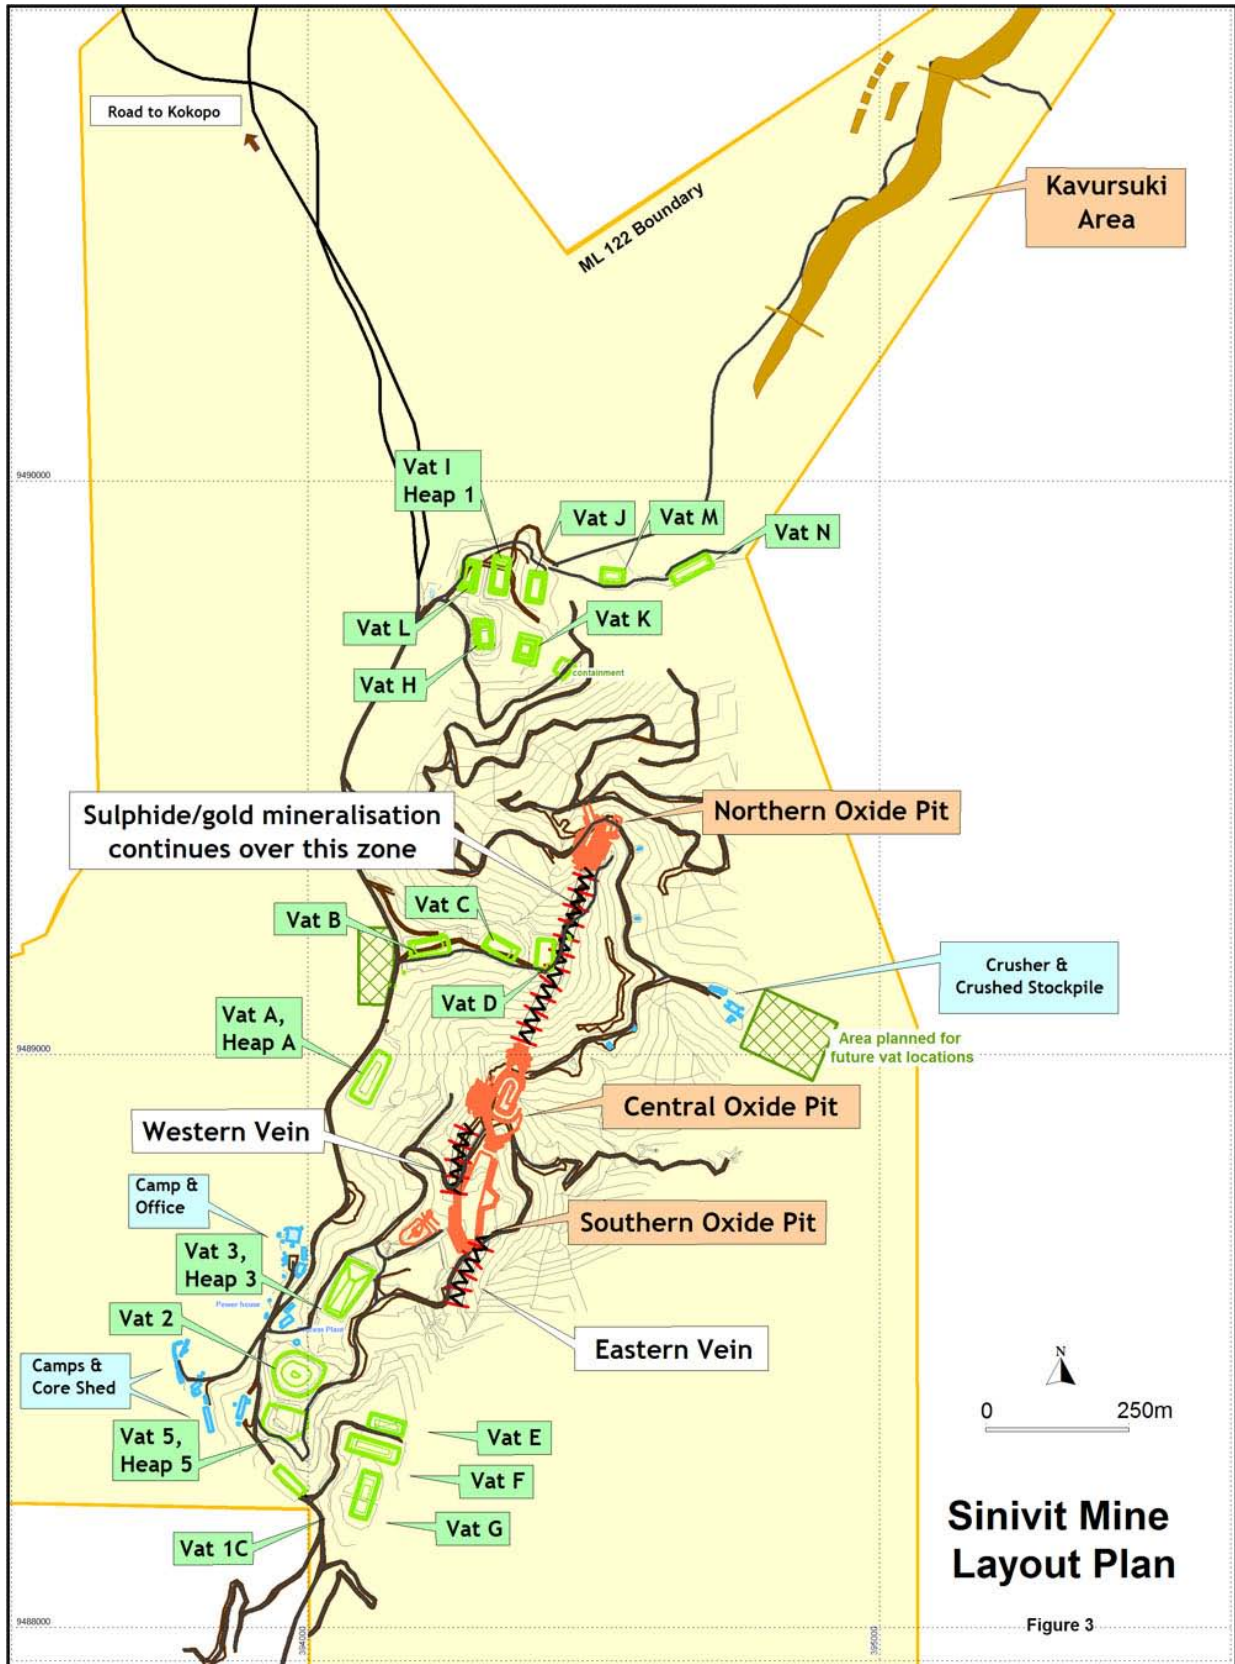 Road to Kokopo
ML 122 Boundary
Kavursuki
Area
9490000
Vat I
Heap 1
Vat J
Vat M
Vat N
Vat L
Vat K
Vat H
containment
Sulphide/gold mineralisation
continues over this zone
Northern Oxide Pit
Vat B
Vat C
Vat D
Crusher &
Crushed Stockpile
Vat A,
Heap A
Area planned for
future vat locations
9489000
Central Oxide Pit
Western Vein
Camp &
Office
Southern Oxide Pit
Vat 3,
Heap 3
Power house
Plant
Vat 2
Eastern Vein
Camps &
Core Shed
N
0 250m
Vat 5,
Heap 5
Vat E
Vat F
Vat G
Vat 1C
Sinivit Mine
Layout Plan
Figure 3
9488000
394000
395000